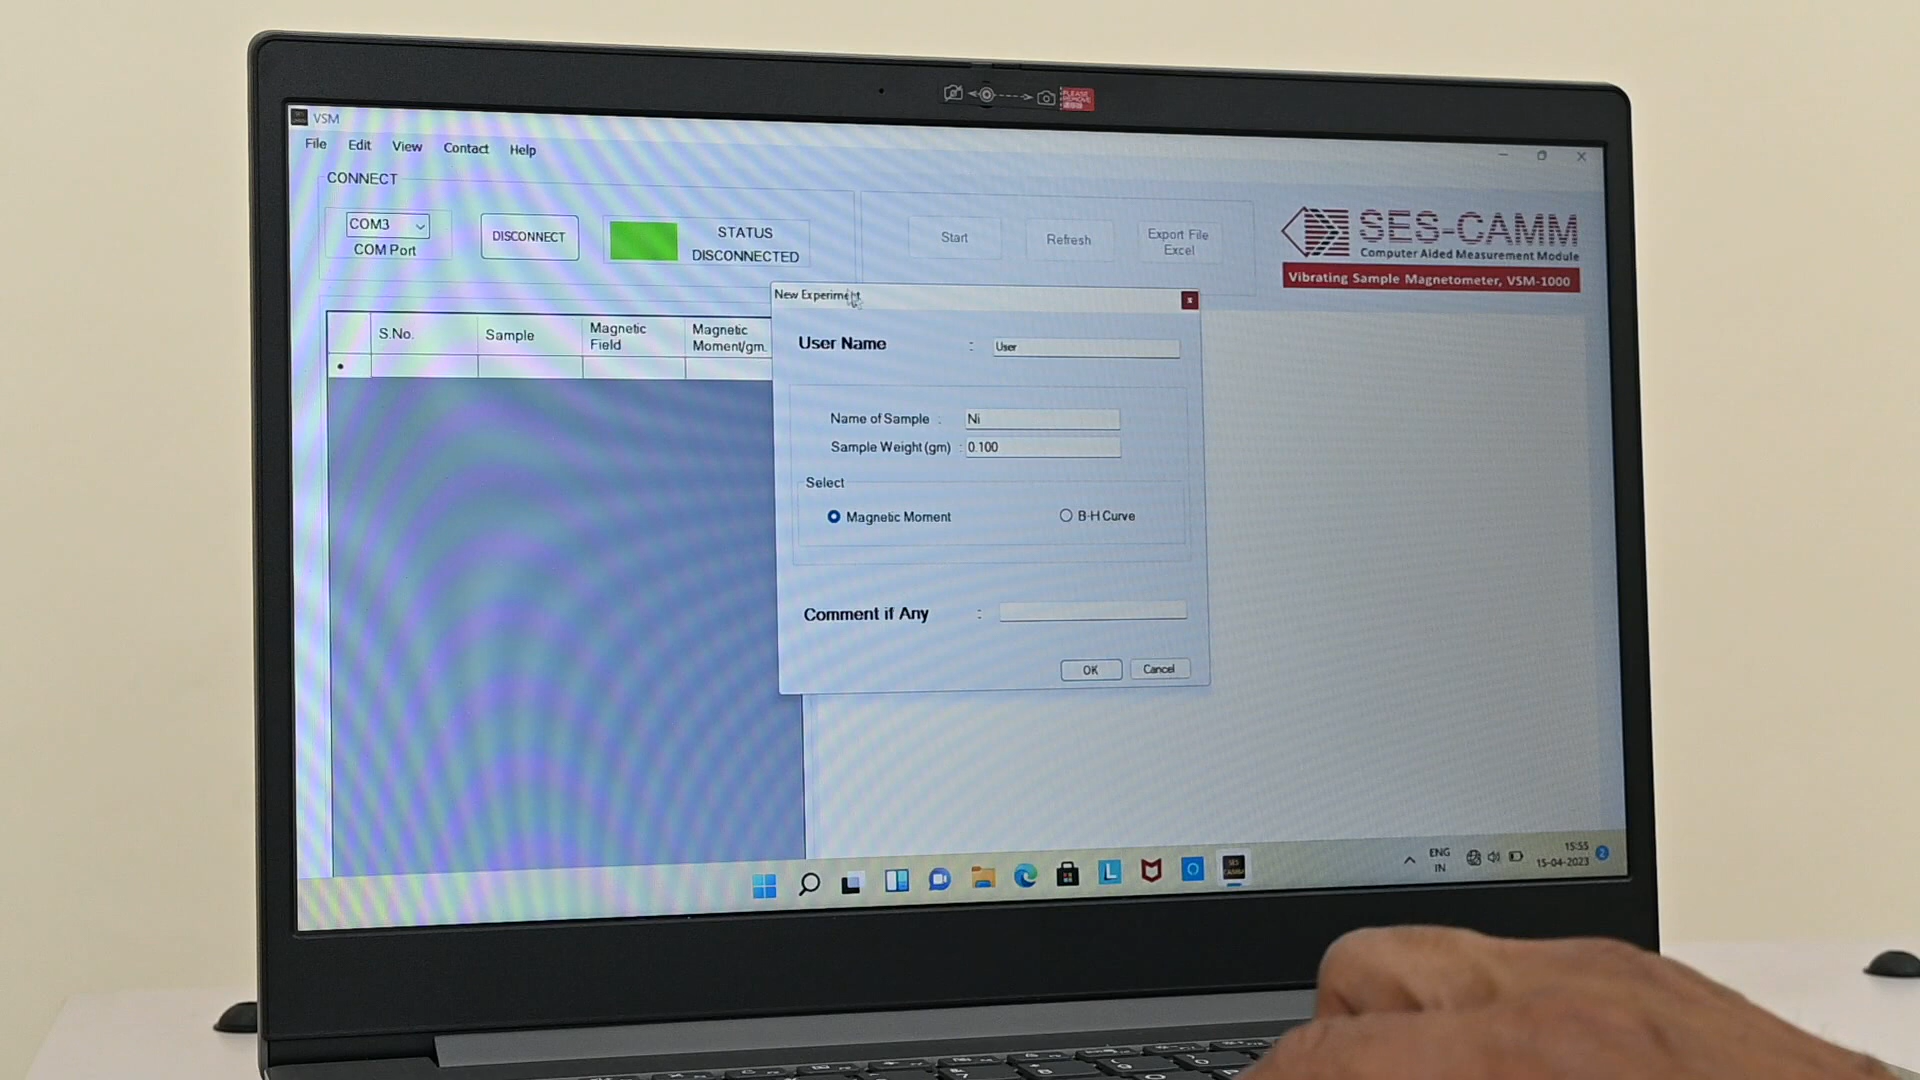 PLEASE
REMOVE
VSM
File Edit View Contact Help
CONNECT
COM3
COM Port
DISCONNECT
STATUS
DISCONNECTED
Start
Refresh
Export File
Excel
SES-CAMM
Computer Aided Measurement Module
Vibrating Sample Magnetometer, VSM-1000
S.No.
Sample
Magnetic
Field
Magnetic
Moment/gm.
New Experiment
User Name : User
Name of Sample : Ni
Sample Weight (gm) : 0.100
Select
Magnetic Moment
B-H Curve
Comment if Any :
OK Cancel
ENG
IN
15:55
15-04-2023
2